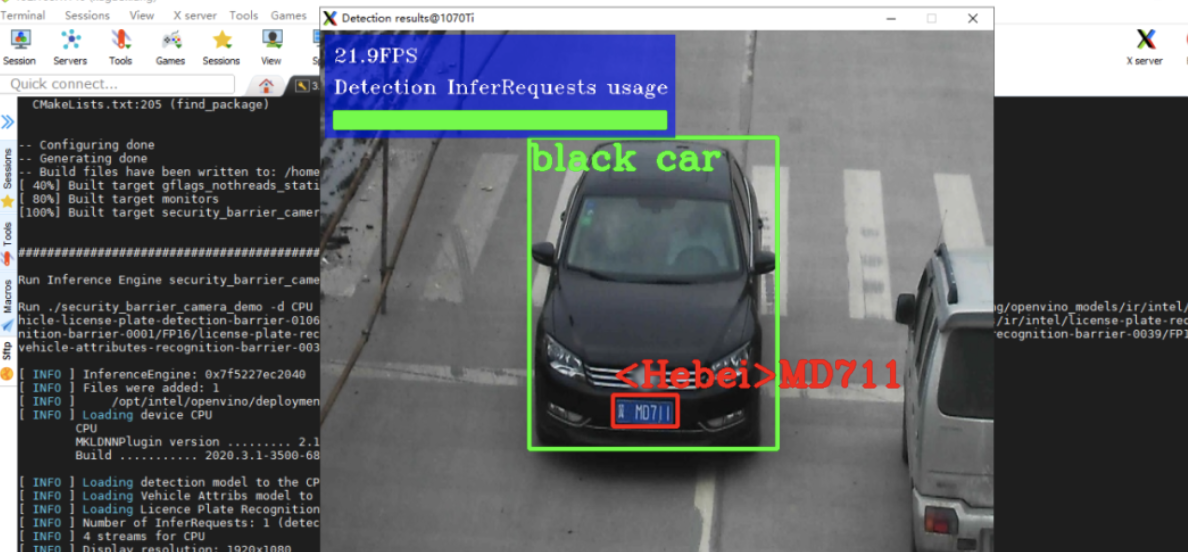 Terminal Sessions View X server Tools Games
Session Servers Tools Games Sessions View
X server
Quick connect...
3.
Sessions
Tools
Macros
Sftp
CMakeLists.txt:205 (find_package)
-- Configuring done
-- Generating done
-- Build files have been written to: /home
[ 40%] Built target gflags_nothreads_stati
[ 80%] Built target monitors
[100%] Built target security_barrier_camer
###########################################
Run Inference Engine security_barrier_came
Run ./security_barrier_camera_demo -d CPU
hicle-license-plate-detection-barrier-0106
nition-barrier-0001/FP16/license-plate-rec
vehicle-attributes-recognition-barrier-003
[ INFO ] InferenceEngine: 0x7f5227ec2040
[ INFO ] Files were added: 1
[ INFO ] /opt/intel/openvino/deploymen
[ INFO ] Loading device CPU
CPU
MKLDNNPlugin version ......... 2.1
Build ........... 2020.3.1-3500-68
[ INFO ] Loading detection model to the CP
[ INFO ] Loading Vehicle Attribs model to
[ INFO ] Loading Licence Plate Recognition
[ INFO ] Number of InferRequests: 1 (detec
[ INFO ] 4 streams for CPU
[ INFO ] Display resolution: 1920x1080
Detection results@1070Ti
21.9FPS
Detection InferRequests usage
black car
<Hebei>MD711
MD711
ng/openvino_models/ir/intel/
/ir/intel/license-plate-rec
ecognition-barrier-0039/FP1